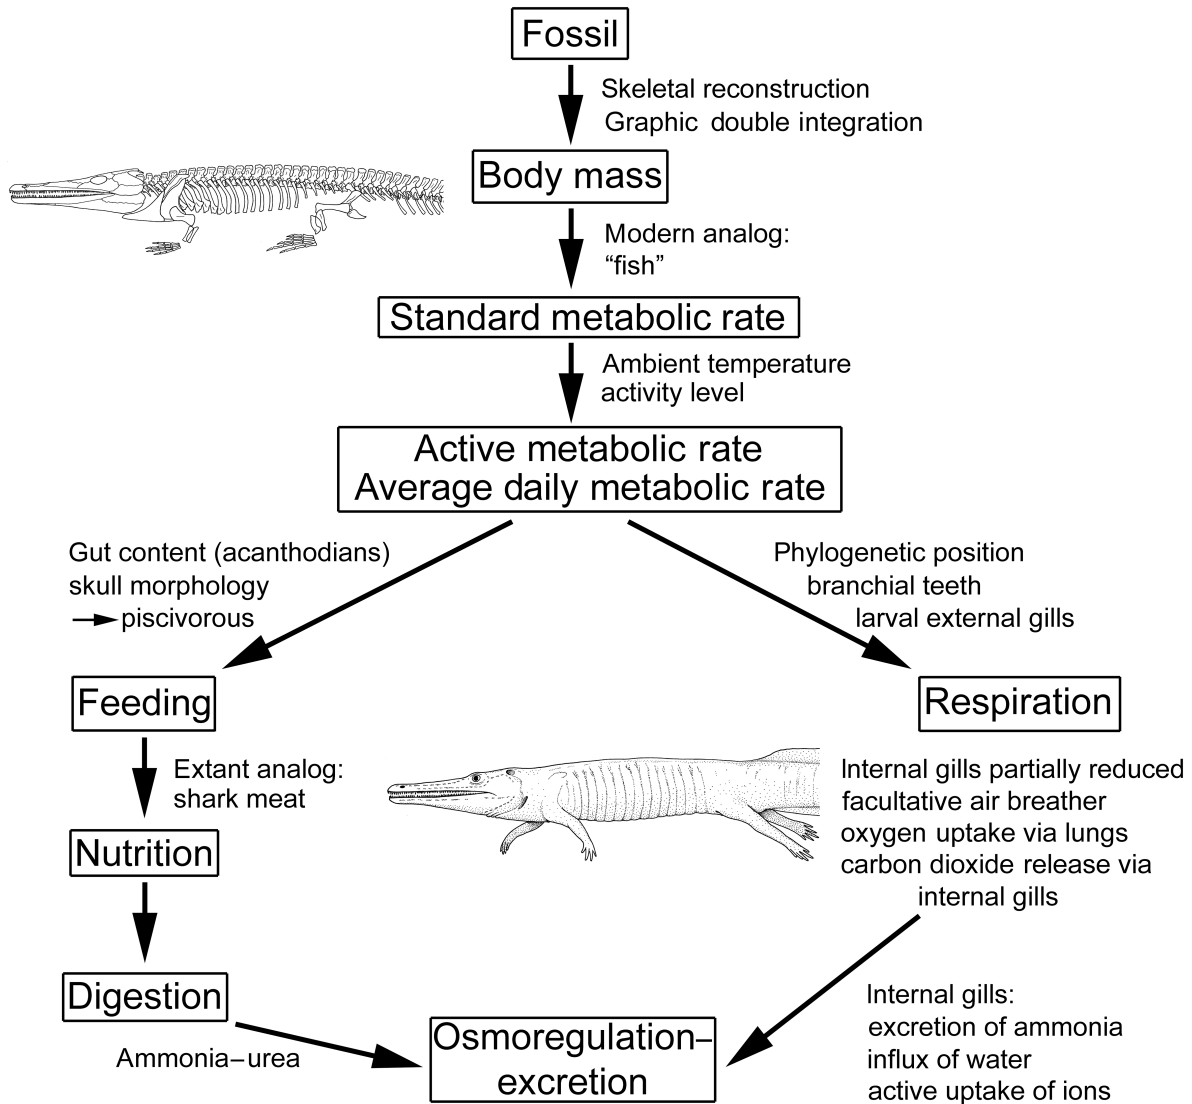 Fossil
Skeletal reconstruction
Graphic double integration
Body mass
Modern analog:
“fish”
Standard metabolic rate
Ambient temperature
activity level
Active metabolic rate
Average daily metabolic rate
Gut content (acanthodians)
skull morphology
piscivorous
Phylogenetic position
branchial teeth
larval external gills
Feeding
Respiration
Extant analog:
shark meat
Internal gills partially reduced
facultative air breather
oxygen uptake via lungs
carbon dioxide release via
internal gills
Nutrition
Digestion
Ammonia–urea
Osmoregulation–
excretion
Internal gills:
excretion of ammonia
influx of water
active uptake of ions